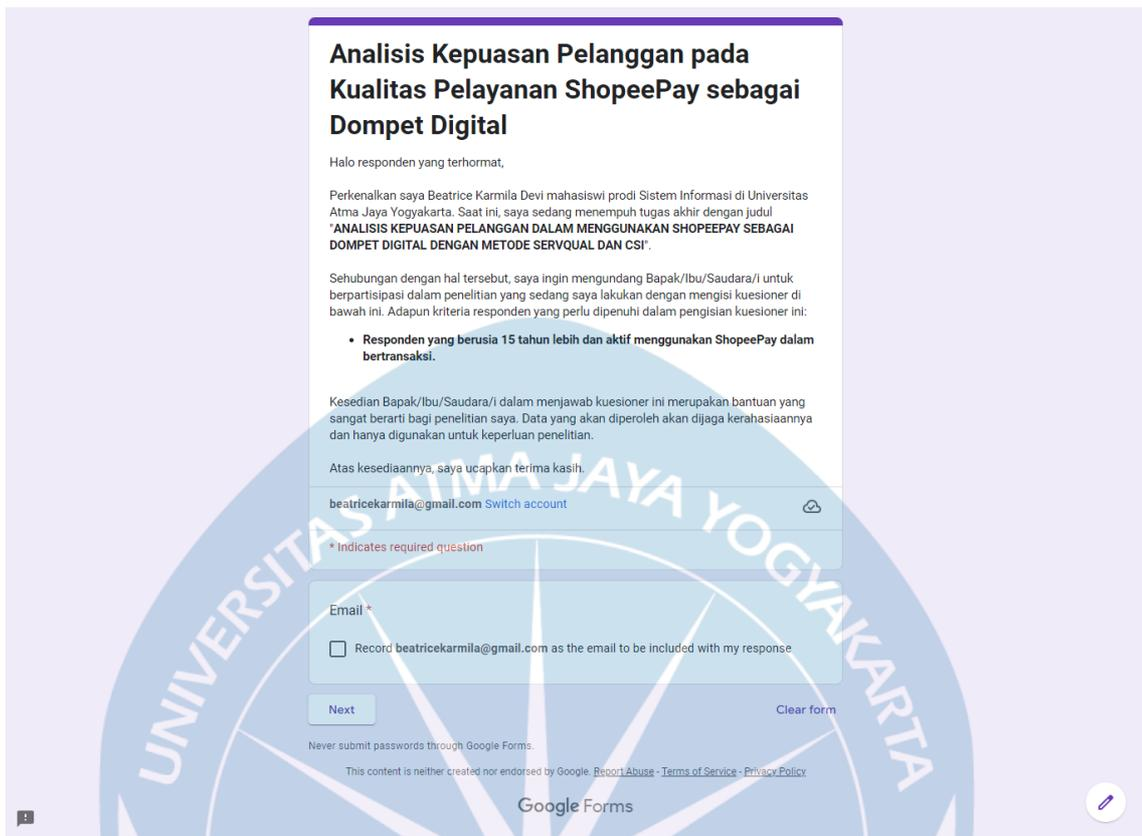 Analisis Kepuasan Pelanggan pada
Kualitas Pelayanan ShopeePay sebagai
Dompet Digital
Halo responden yang terhormat,
Perkenalkan saya Beatrice Karmila Devi mahasiswi prodi Sistem Informasi di Universitas
Atma Jaya Yogyakarta. Saat ini, saya sedang menempuh tugas akhir dengan judul
"ANALISIS KEPUASAN PELANGGAN DALAM MENGGUNAKAN SHOPEEPAY SEBAGAI
DOMPET DIGITAL DENGAN METODE SERVQUAL DAN CSI".
Sehubungan dengan hal tersebut, saya ingin mengundang Bapak/Ibu/Saudara/i untuk
berpartisipasi dalam penelitian yang sedang saya lakukan dengan mengisi kuesioner di
bawah ini. Adapun kriteria responden yang perlu dipenuhi dalam pengisian kuesioner ini:
• Responden yang berusia 15 tahun lebih dan aktif menggunakan ShopeePay dalam
bertransaksi.
Kesedian Bapak/Ibu/Saudara/i dalam menjawab kuesioner ini merupakan bantuan yang
sangat berarti bagi penelitian saya. Data yang akan diperoleh akan dijaga kerahasiaannya
dan hanya digunakan untuk keperluan penelitian.
Atas kesediaannya, saya ucapkan terima kasih.
beatricekarmila@gmail.com Switch account
* Indicates required question
Email *
Record beatricekarmila@gmail.com as the email to be included with my response
Next
Clear form
Never submit passwords through Google Forms.
This content is neither created nor endorsed by Google. Report Abuse - Terms of Service - Privacy Policy
Google Forms
UNIVERSITAS ATMA JAYA YOGYAKARTA